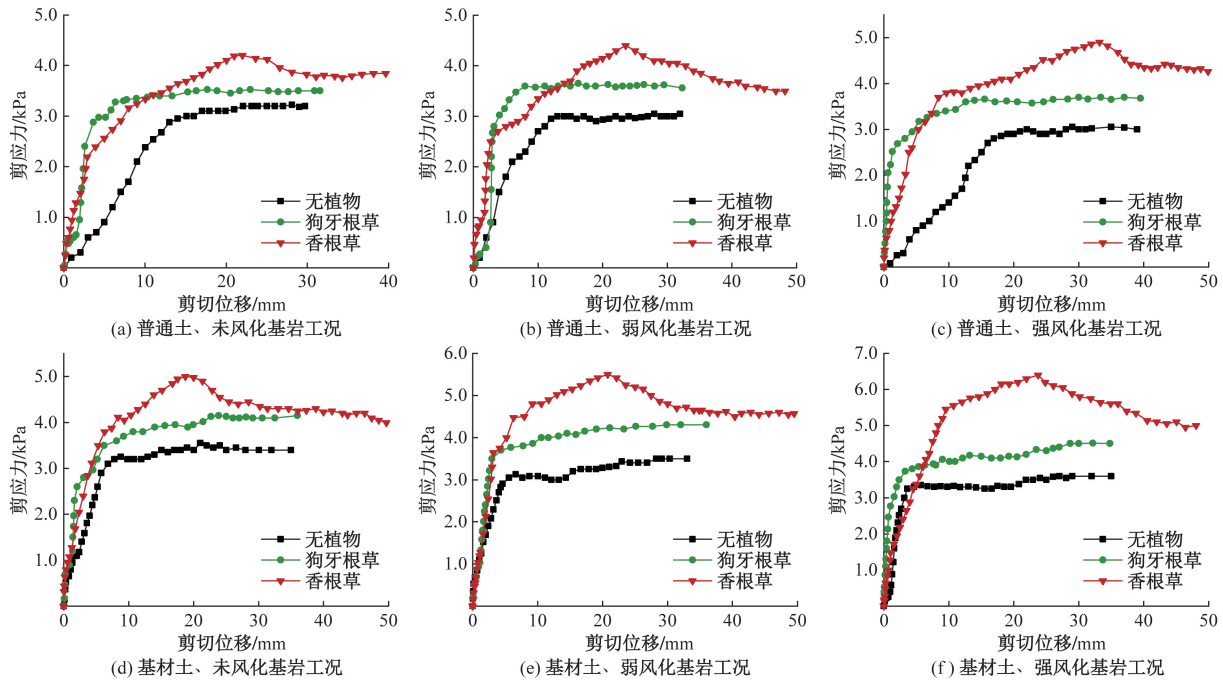 5.0
4.0
3.0
2.0
1.0
剪应力/kPa
无植物
狗牙根草
香根草
0 10 20 30 40
剪切位移/mm
(a) 普通土、未风化基岩工况
5.0
4.0
3.0
2.0
1.0
剪应力/kPa
无植物
狗牙根草
香根草
0 10 20 30 40 50
剪切位移/mm
(b) 普通土、弱风化基岩工况
5.0
4.0
3.0
2.0
1.0
剪应力/kPa
无植物
狗牙根草
香根草
0 10 20 30 40 50
剪切位移/mm
(c) 普通土、强风化基岩工况
5.0
4.0
3.0
2.0
1.0
剪应力/kPa
无植物
狗牙根草
香根草
0 10 20 30 40 50
剪切位移/mm
(d) 基材土、未风化基岩工况
6.0
5.0
4.0
3.0
2.0
1.0
剪应力/kPa
无植物
狗牙根草
香根草
0 10 20 30 40 50
剪切位移/mm
(e) 基材土、弱风化基岩工况
7.0
6.0
5.0
4.0
3.0
2.0
1.0
剪应力/kPa
无植物
狗牙根草
香根草
0 10 20 30 40 50
剪切位移/mm
(f) 基材土、强风化基岩工况